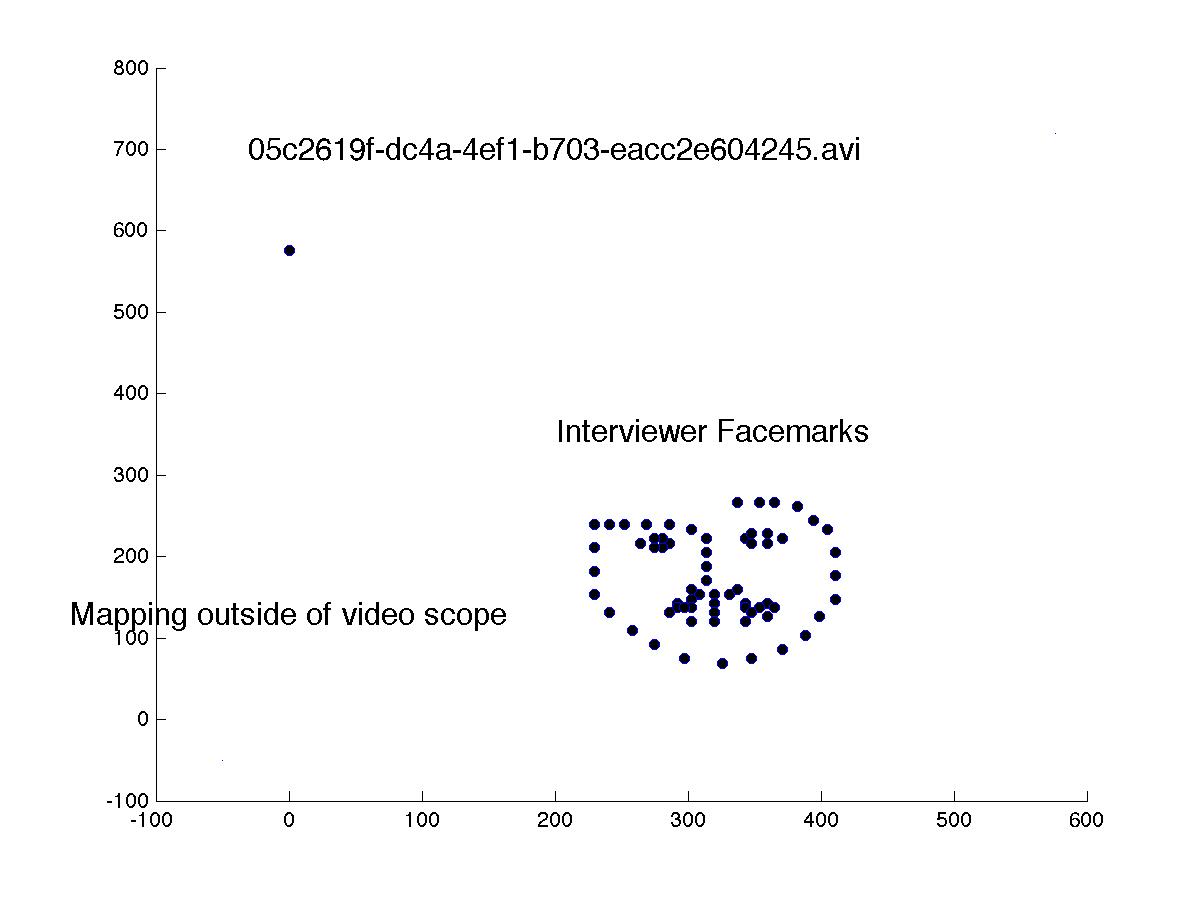 800
700
05c2619f-dc4a-4ef1-b703-eacc2e604245.avi
600
500
400
Interviewer Facemarks
300
200
Mapping outside of video scope
100
0
-100
-100 0 100 200 300 400 500 600